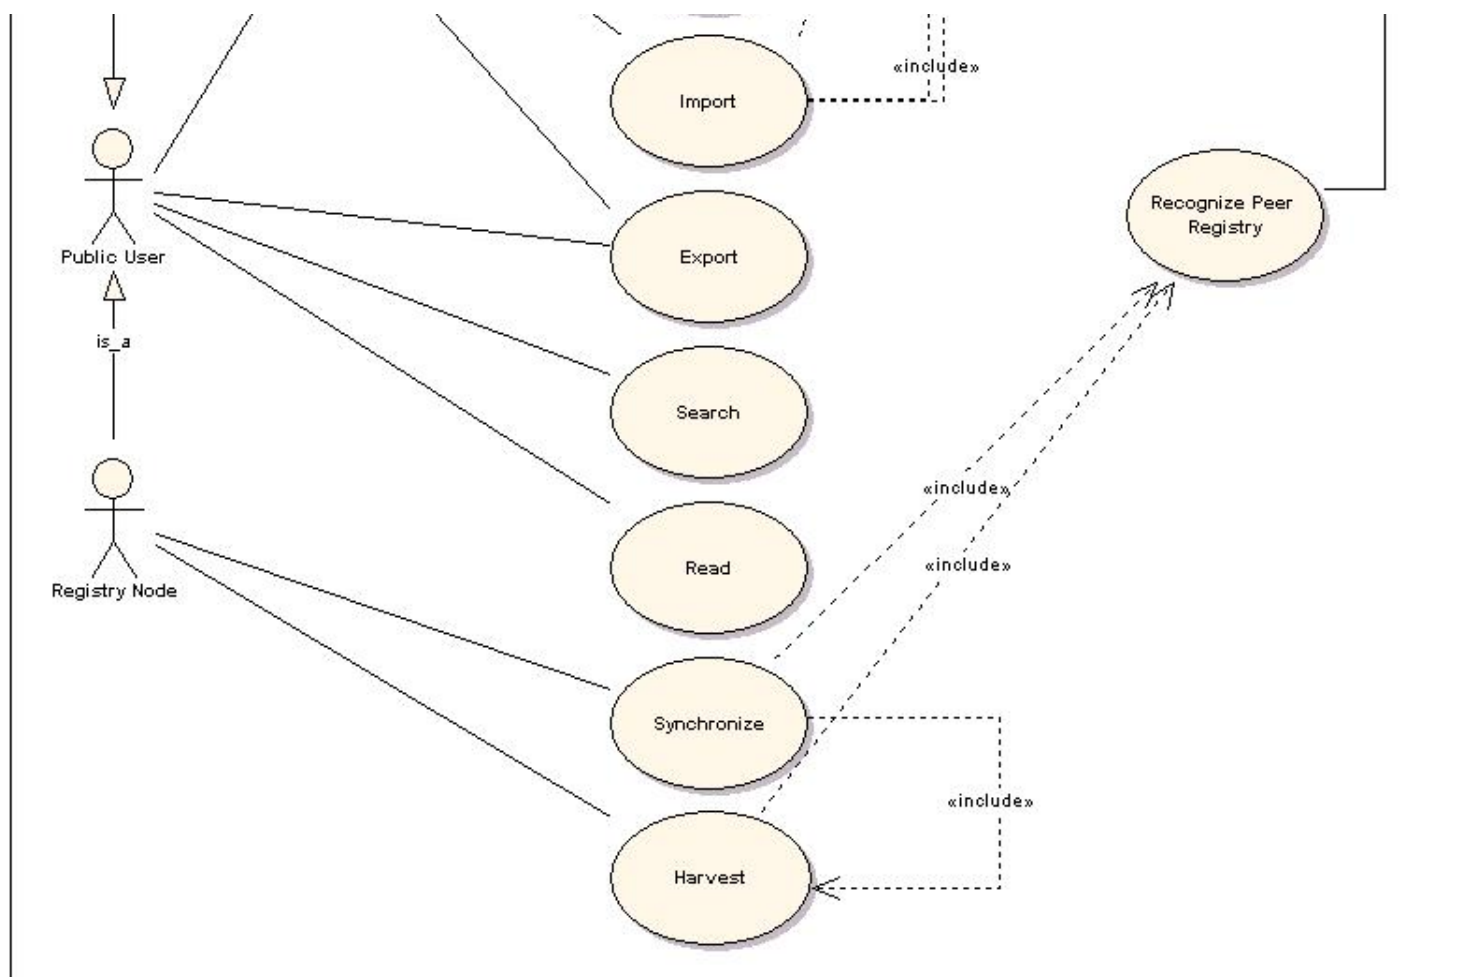 «include»
Import
Recognize Peer
Registry
Public User
Export
is_a
Search
«include»
«include»
Read
Registry Node
Synchronize
«include»
Harvest